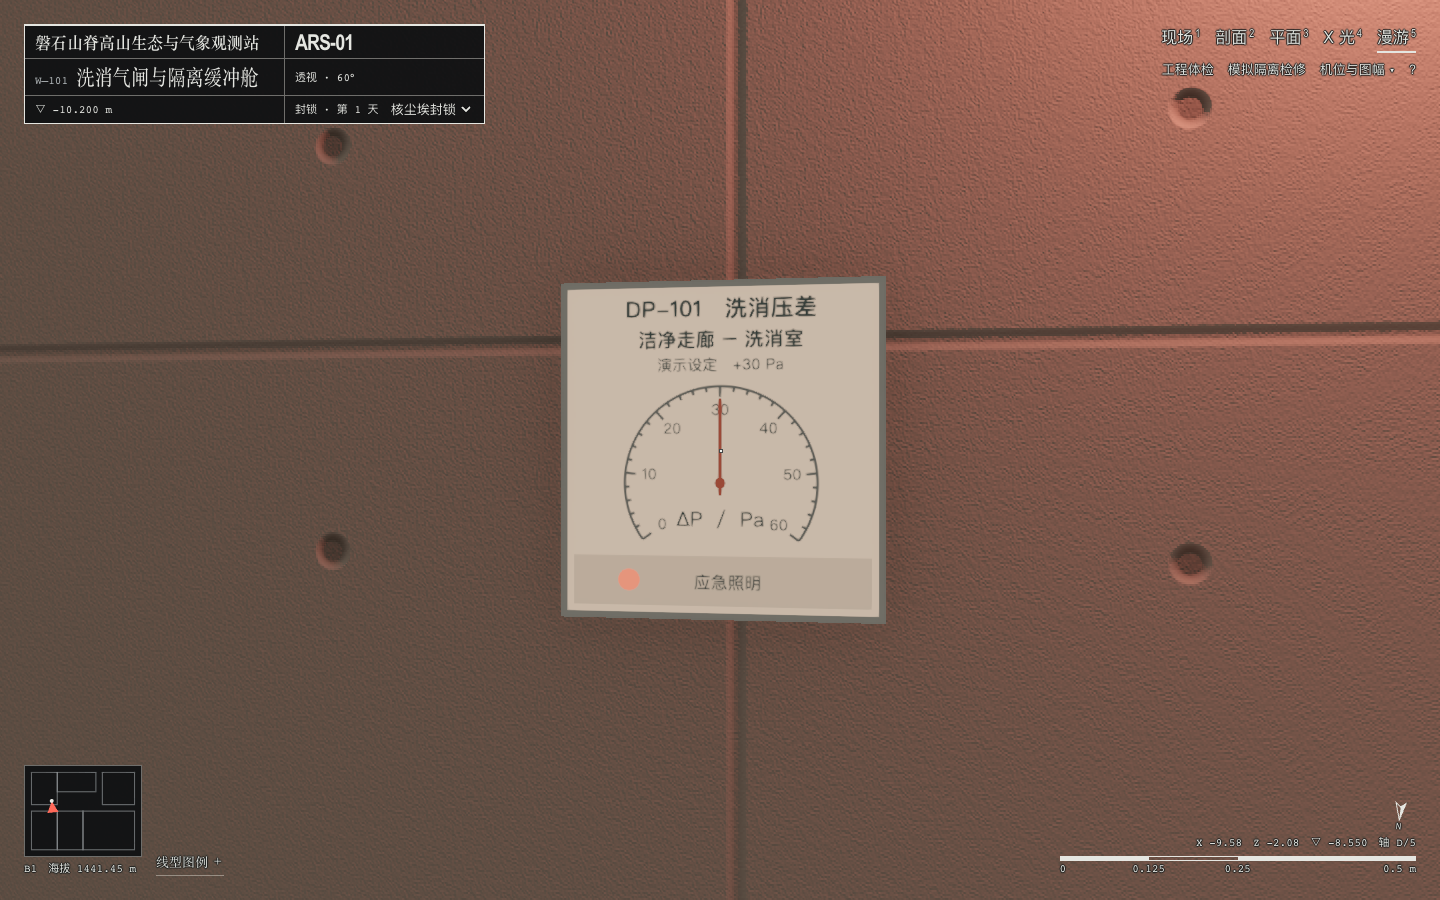 磐石山脊高山生态与气象观测站 ARS-01
W-101 洗消气闸与隔离缓冲舱 透视 · 60°
▽ -10.200 m 封锁 · 第 1 天 核尘埃封锁
现场1 剖面2 平面3 X 光4 漫游5
工程体检 模拟隔离检修 机位与图幅 ▾ ?
DP-101 洗消压差
洁净走廊 — 洗消室
演示设定 +30 Pa
0 10 20 30 40 50 60
ΔP / Pa
应急照明
B1 海拔 1441.45 m
线型图例 +
N
X -9.58 Z -2.08 ▽ -8.550 轴 D/5
0 0.125 0.25 0.5 m